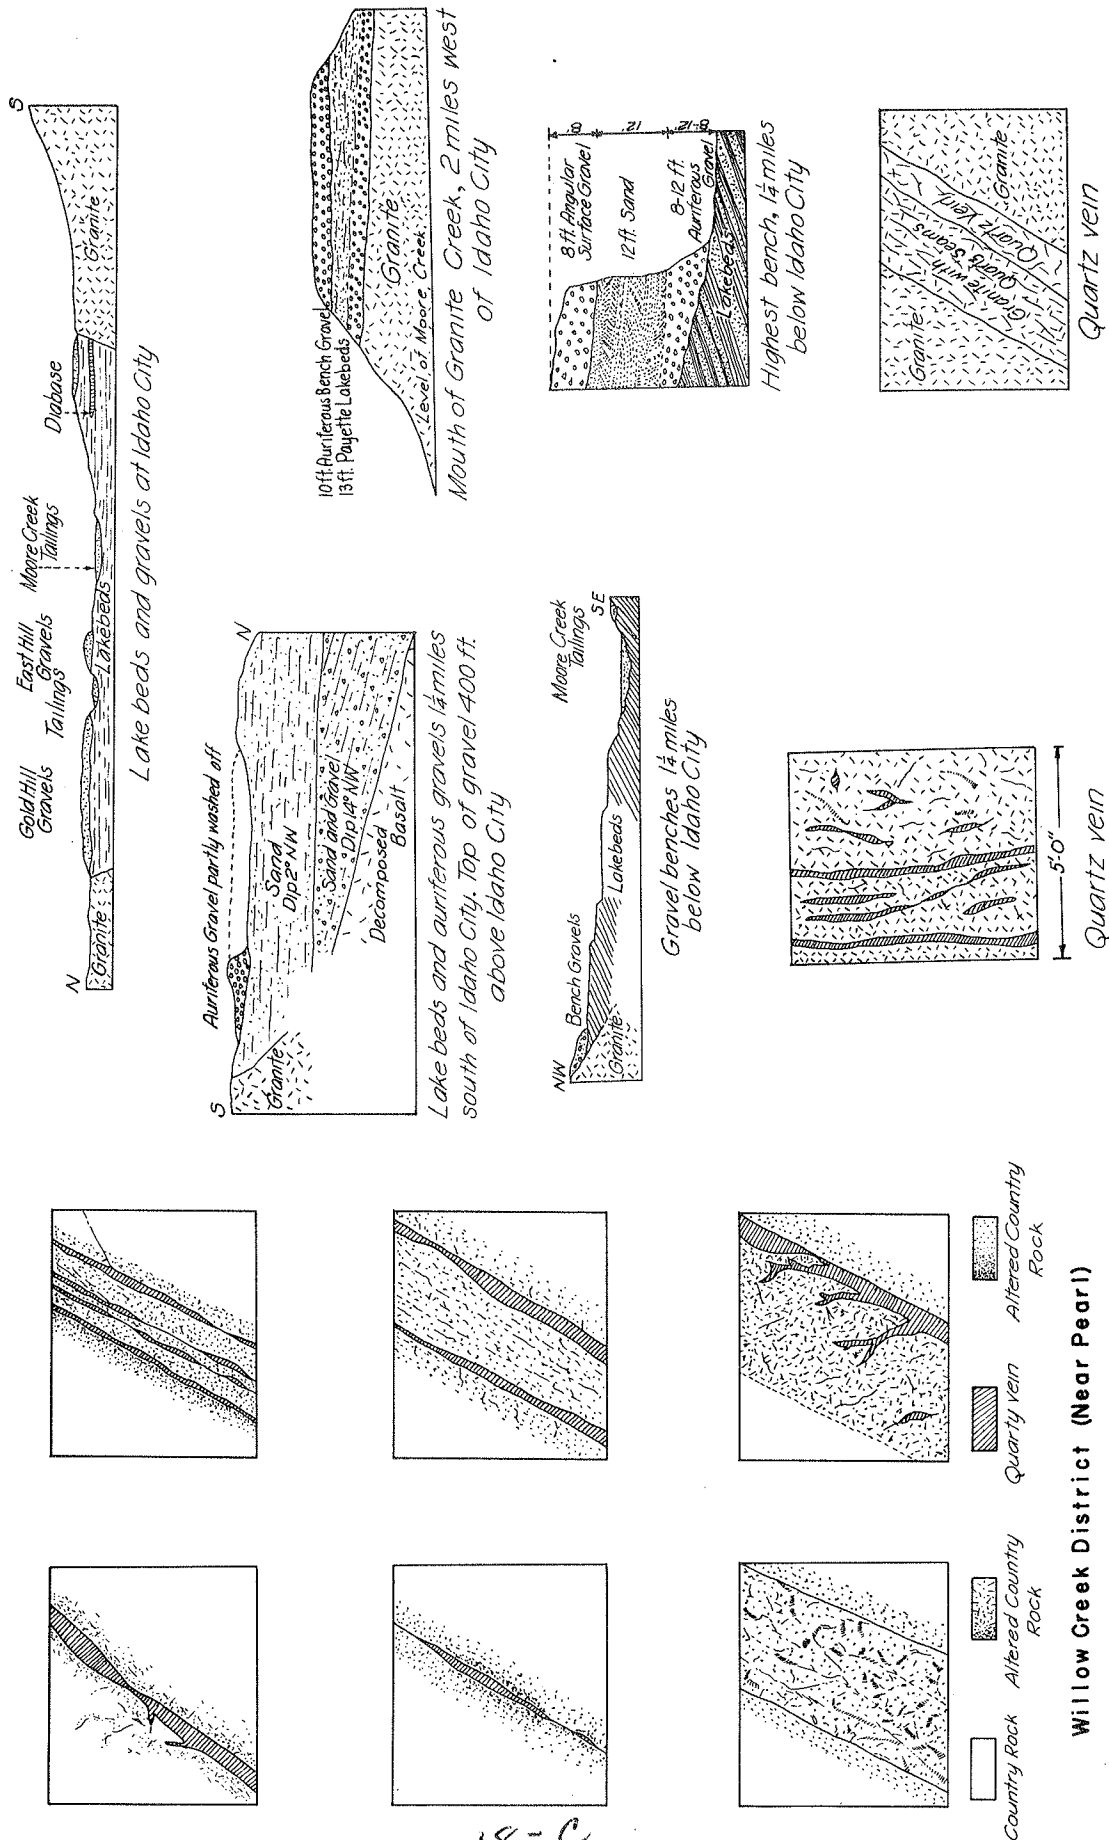 N
S
Granite
Gold Hill
Gravels
East Hill
Gravels
Tailings
Moore Creek
Tailings
Lakebeds
Diabase
Granite
Lake beds and gravels at Idaho City
S
N
Auriferous Gravel partly washed off
Granite
Sand
Dip 2° NW
Sand and Gravel
Dip 14° NW
Decomposed
Basalt
Lake beds and auriferous gravels 1¼ miles
south of Idaho City. Top of gravel 400 ft.
above Idaho City
10 ft. Auriferous Bench Gravel
13 ft. Payette Lakebeds
Granite
Level of Moore Creek
Mouth of Granite Creek, 2 miles west
of Idaho City
NW
SE
Bench Gravels
Granite
Lakebeds
Moore Creek
Tailings
Gravel benches 1¼ miles
below Idaho City
8 ft. Angular
Surface Gravel
12 ft. Sand
8-12 ft.
Auriferous
Gravel
Lakebeds
8'
12'
8-12'
Highest bench, 1¼ miles
below Idaho City
5'-0"
Quartz vein
Granite
Granite with
Quartz Seams
Quartz Vein
Granite
Quartz vein
Country Rock
Altered Country
Rock
Quarty vein
Altered Country
Rock
Willow Creek District (Near Pearl)